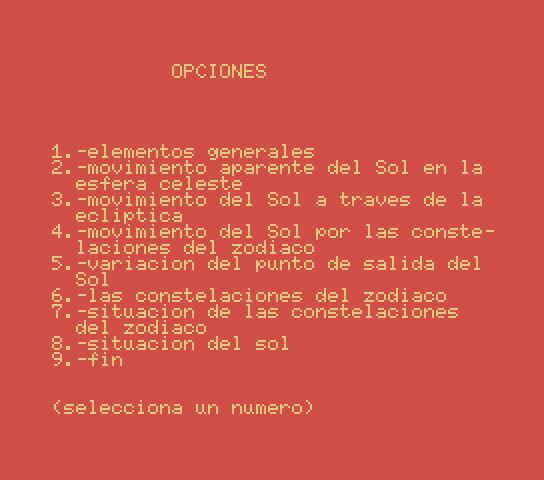 OPCIONES
1.-elementos generales
2.-movimiento aparente del Sol en la
esfera celeste
3.-movimiento del Sol a traves de la
ecliptica
4.-movimiento del Sol por las conste-
laciones del zodiaco
5.-variacion del punto de salida del
Sol
6.-las constelaciones del zodiaco
7.-situacion de las constelaciones
del zodiaco
8.-situacion del sol
9.-fin
(selecciona un numero)